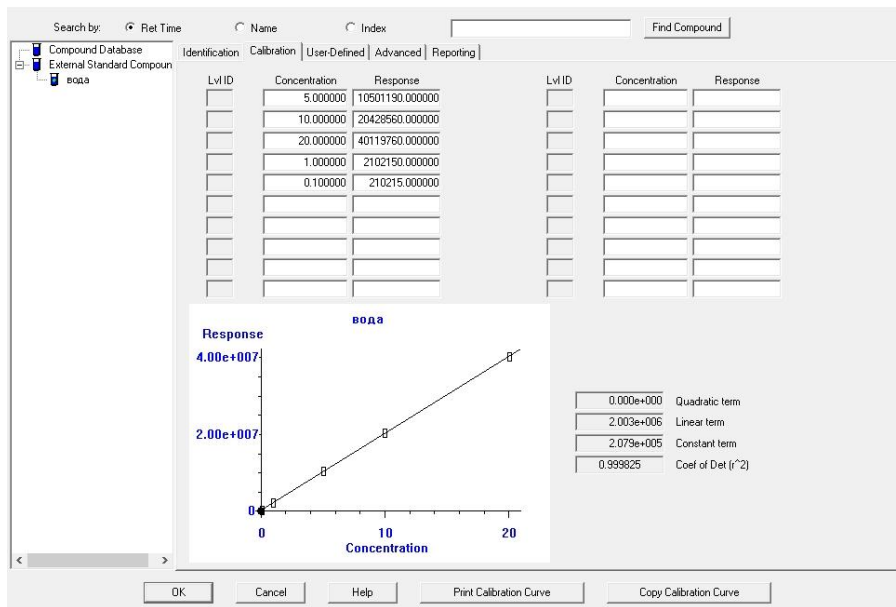 Search by: Ret Time Name Index Find Compound
Compound Database
External Standard Compoun
вода
Identification Calibration User-Defined Advanced Reporting
Lvl ID Concentration Response Lvl ID Concentration Response
5.000000 10501190.000000
10.000000 20428560.000000
20.000000 40119760.000000
1.000000 2102150.000000
0.100000 210215.000000
вода
Response
4.00e+007
2.00e+007
0
0 10 20
Concentration
0.000e+000 Quadratic term
2.003e+006 Linear term
2.079e+005 Constant term
0.999825 Coef of Det (r^2)
OK Cancel Help Print Calibration Curve Copy Calibration Curve